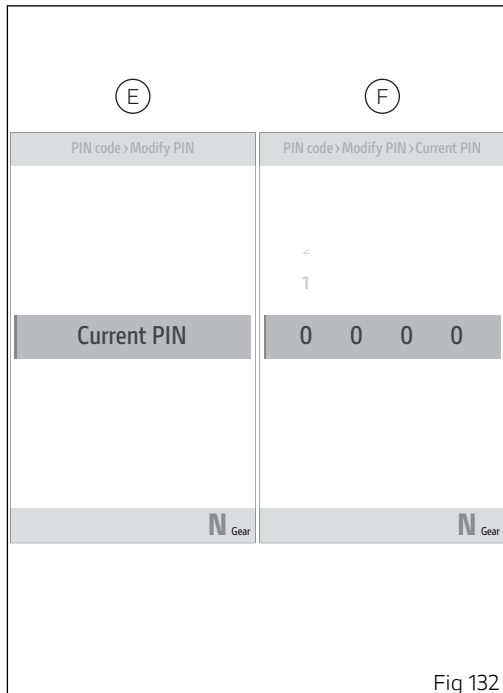 E
F
PIN code>Modify PIN
PIN code>Modify PIN>Current PIN
2
1
Current PIN
0 0 0 0
N Gear
N Gear
Fig 132